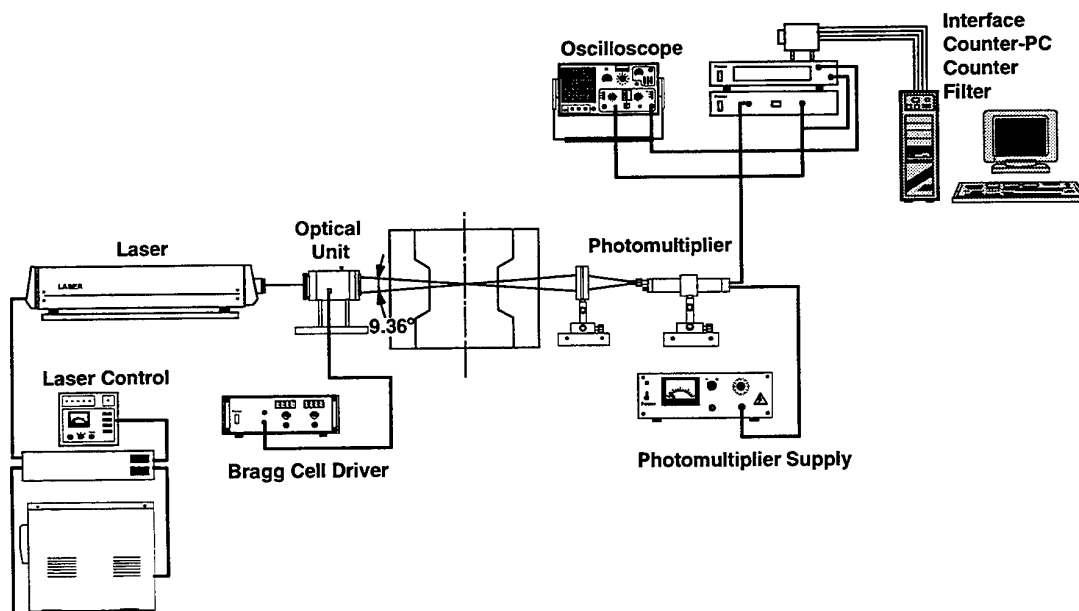 Interface
Counter-PC
Counter
Filter
Oscilloscope
Optical
Unit
Laser
LASER
Photomultiplier
9.36°
Laser Control
Bragg Cell Driver
Power
Photomultiplier Supply